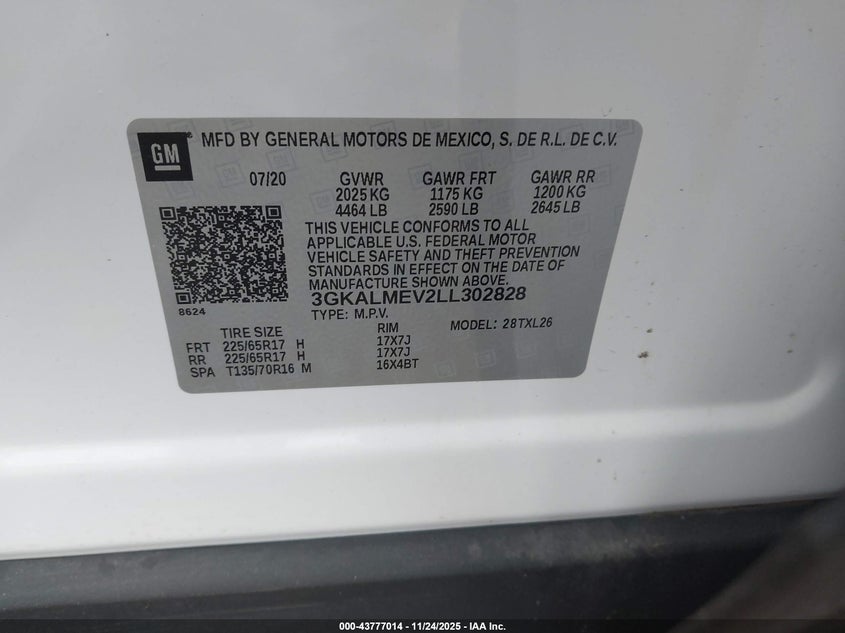 GM MFD BY GENERAL MOTORS DE MEXICO, S. DE R.L. DE C.V.
07/20 GVWR GAWR FRT GAWR RR
2025 KG 1175 KG 1200 KG
4464 LB 2590 LB 2645 LB
THIS VEHICLE CONFORMS TO ALL
APPLICABLE U.S. FEDERAL MOTOR
VEHICLE SAFETY AND THEFT PREVENTION
STANDARDS IN EFFECT ON THE DATE OF
MANUFACTURE SHOWN ABOVE.
3GKALMEV2LL302828
8624
TYPE: M.P.V. MODEL: 28TXL26
TIRE SIZE RIM
FRT 225/65R17 H 17X7J
RR 225/65R17 H 17X7J
SPA T135/70R16 M 16X4BT
000-43777014 - 11/24/2025 - IAA Inc.